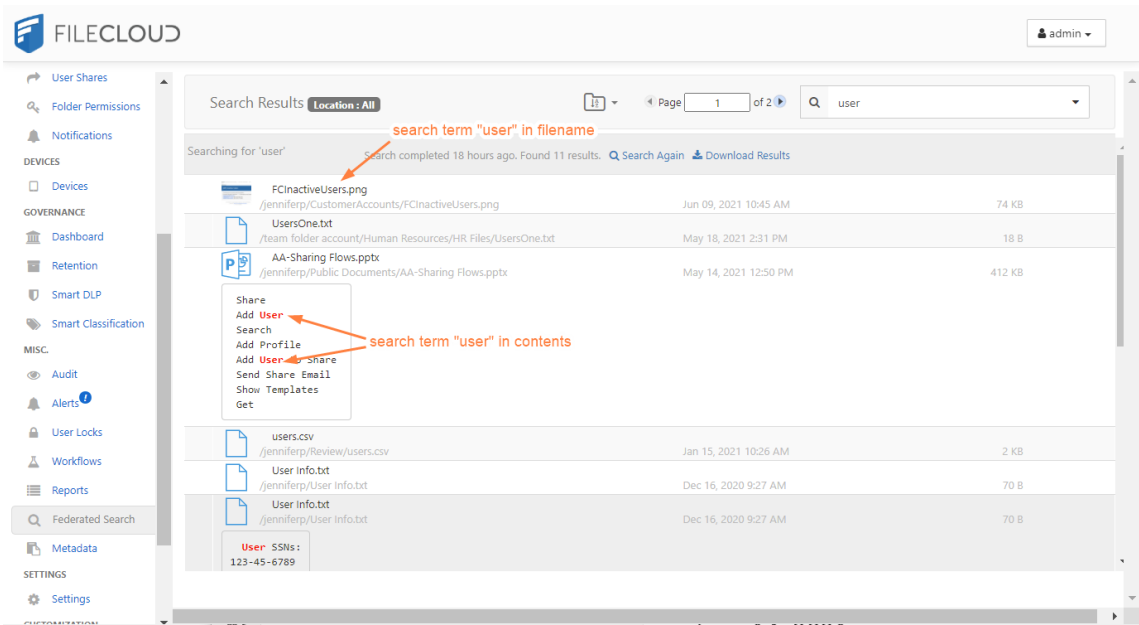 FILECLOUD
admin
User Shares
Folder Permissions
Notifications
DEVICES
Devices
GOVERNANCE
Dashboard
Retention
Smart DLP
Smart Classification
MISC.
Audit
Alerts
User Locks
Workflows
Reports
Federated Search
Metadata
SETTINGS
Settings
CUSTOMIZATION
Search Results Location : All
Page 1 of 2
user
search term "user" in filename
Searching for 'user'
Search completed 18 hours ago. Found 11 results. Search Again Download Results
FCInactiveUsers.png
/jenniferp/CustomerAccounts/FCInactiveUsers.png Jun 09, 2021 10:45 AM 74 KB
UsersOne.txt
/team folder account/Human Resources/HR Files/UsersOne.txt May 18, 2021 2:31 PM 18 B
AA-Sharing Flows.pptx
/jenniferp/Public Documents/AA-Sharing Flows.pptx May 14, 2021 12:50 PM 412 KB
Share
Add User
Search
Add Profile
Add User to Share
Send Share Email
Show Templates
Get
search term "user" in contents
users.csv
/jenniferp/Review/users.csv Jan 15, 2021 10:26 AM 2 KB
User Info.txt
/jenniferp/User Info.txt Dec 16, 2020 9:27 AM 70 B
User Info.txt
/jenniferp/User Info.txt Dec 16, 2020 9:27 AM 70 B
User SSNs:
123-45-6789